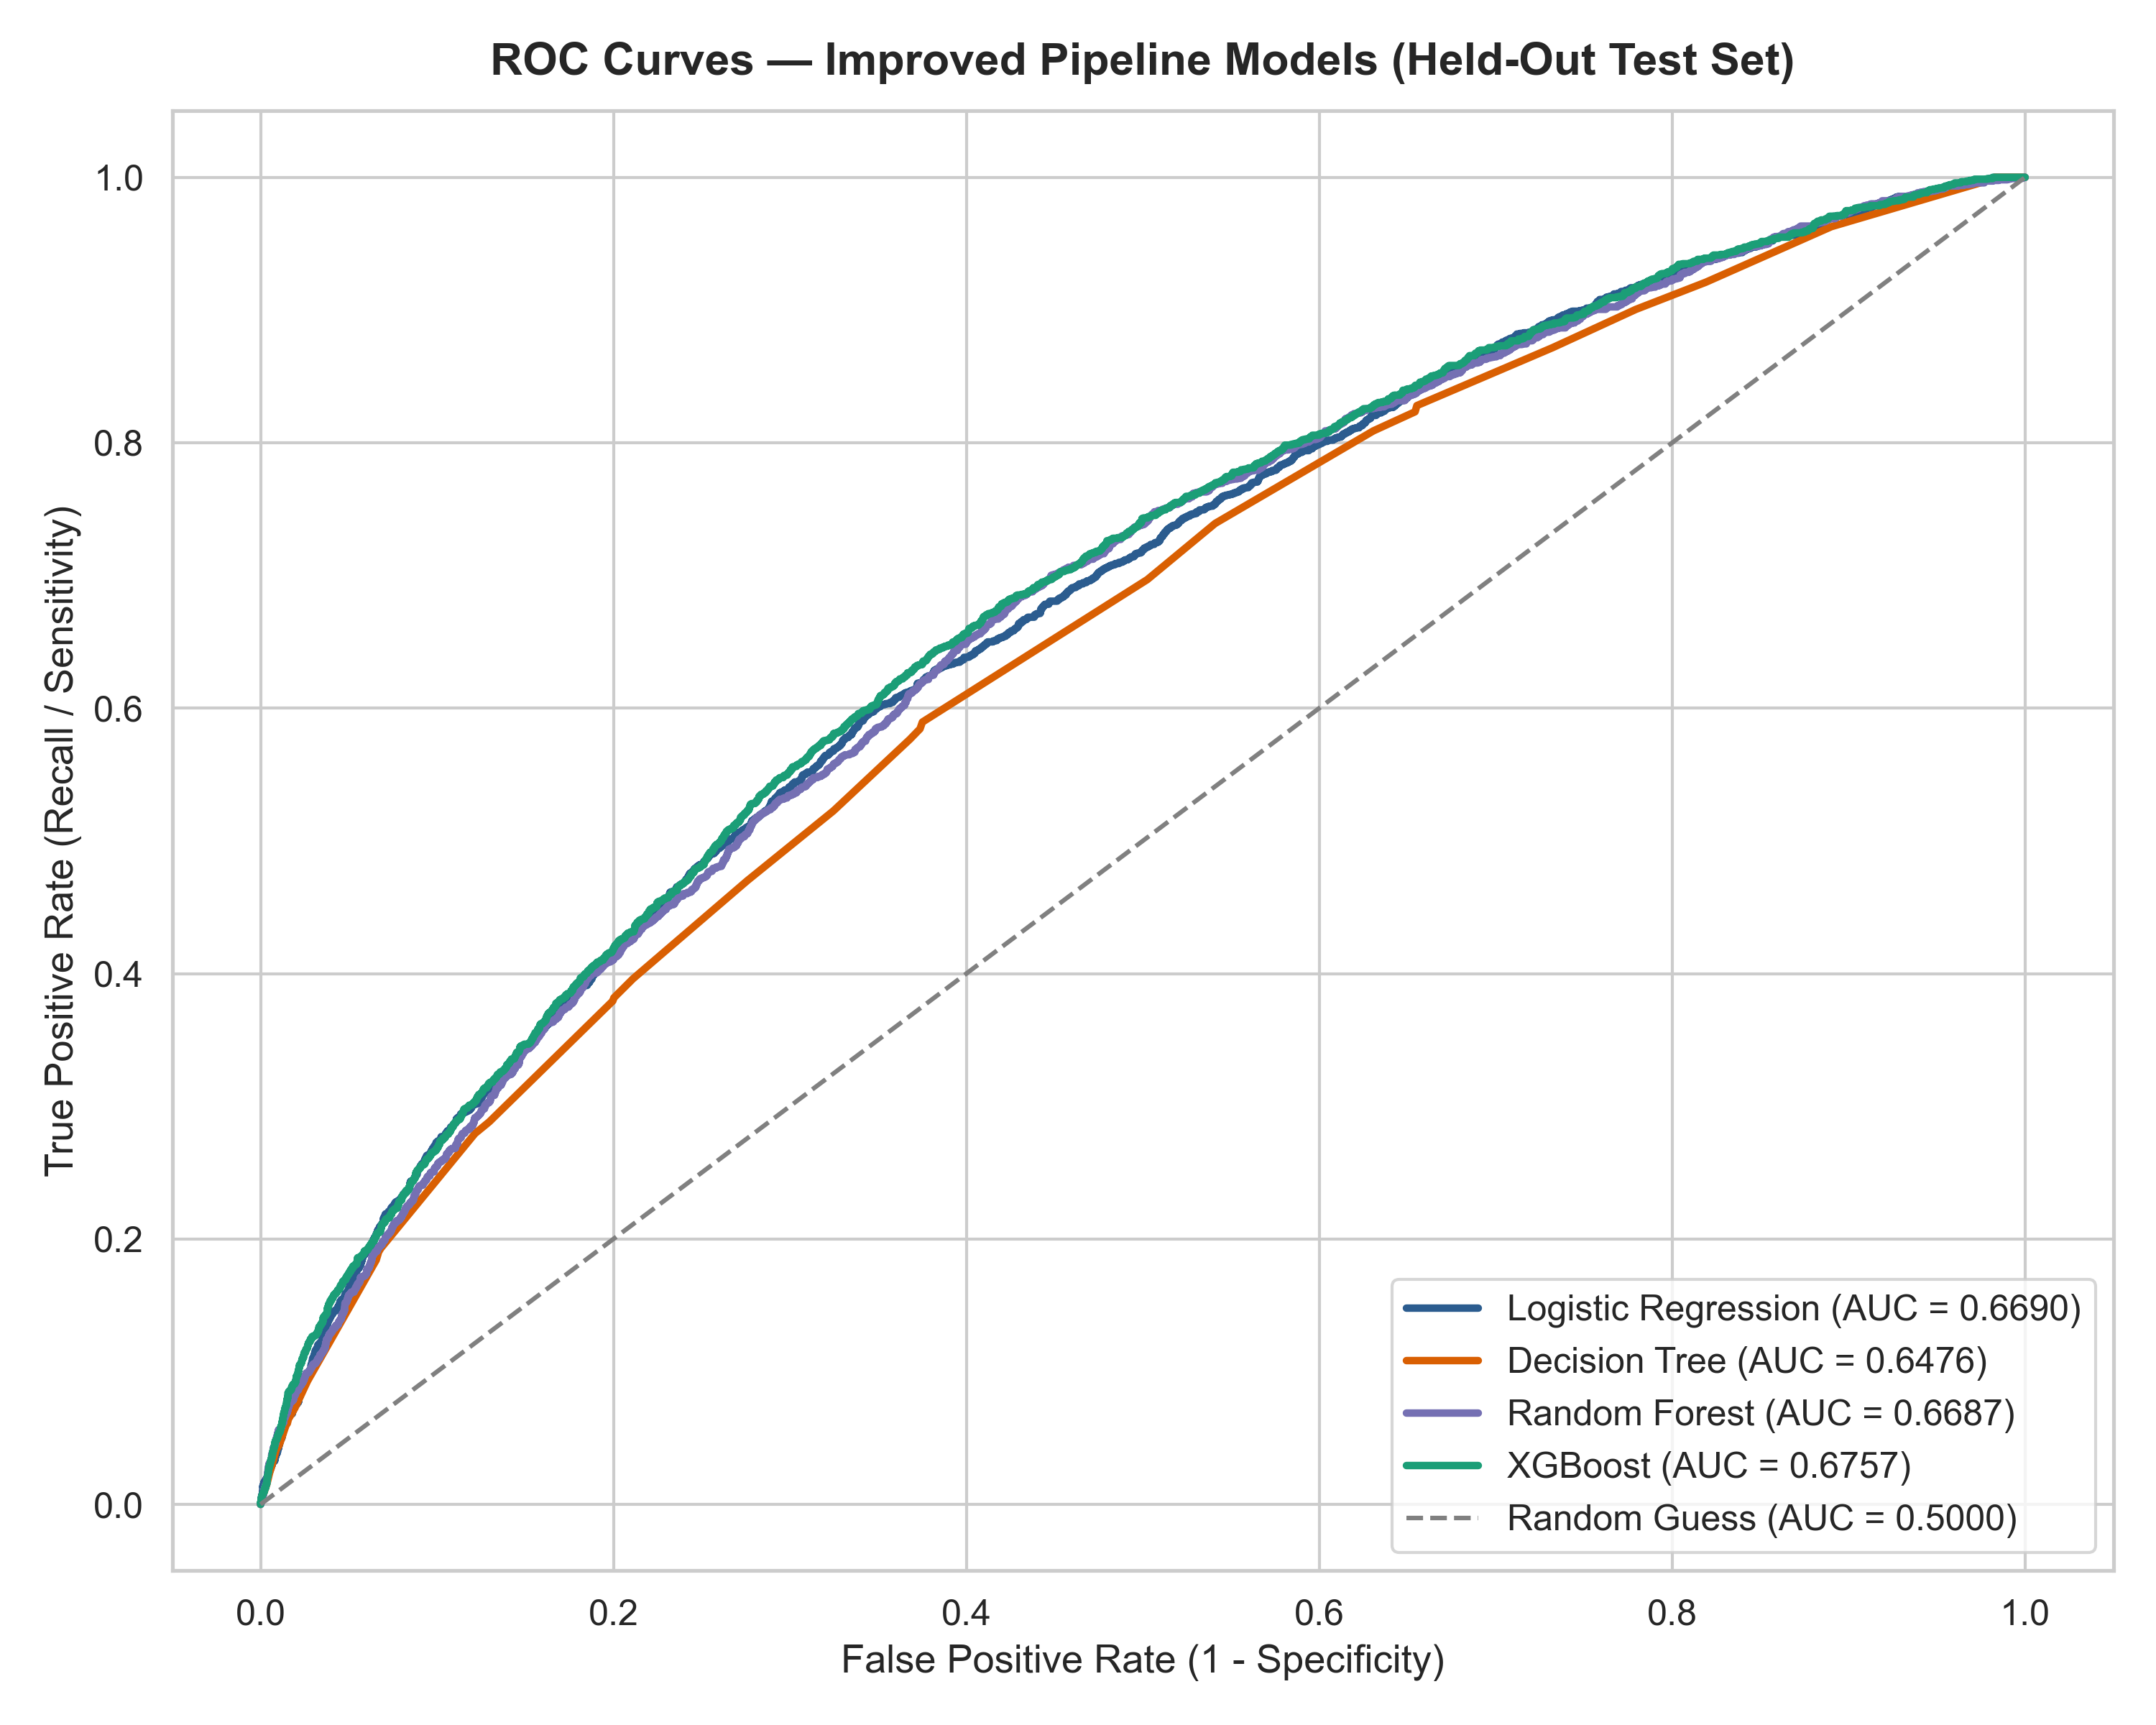 ROC Curves — Improved Pipeline Models (Held-Out Test Set)
True Positive Rate (Recall / Sensitivity)
1.0
0.8
0.6
0.4
0.2
0.0
Logistic Regression (AUC = 0.6690)
Decision Tree (AUC = 0.6476)
Random Forest (AUC = 0.6687)
XGBoost (AUC = 0.6757)
Random Guess (AUC = 0.5000)
0.0 0.2 0.4 0.6 0.8 1.0
False Positive Rate (1 - Specificity)